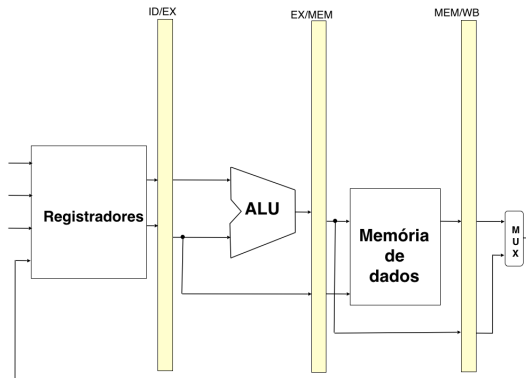 ID/EX
EX/MEM
MEM/WB
Registradores
ALU
Memória
de
dados
M
U
X